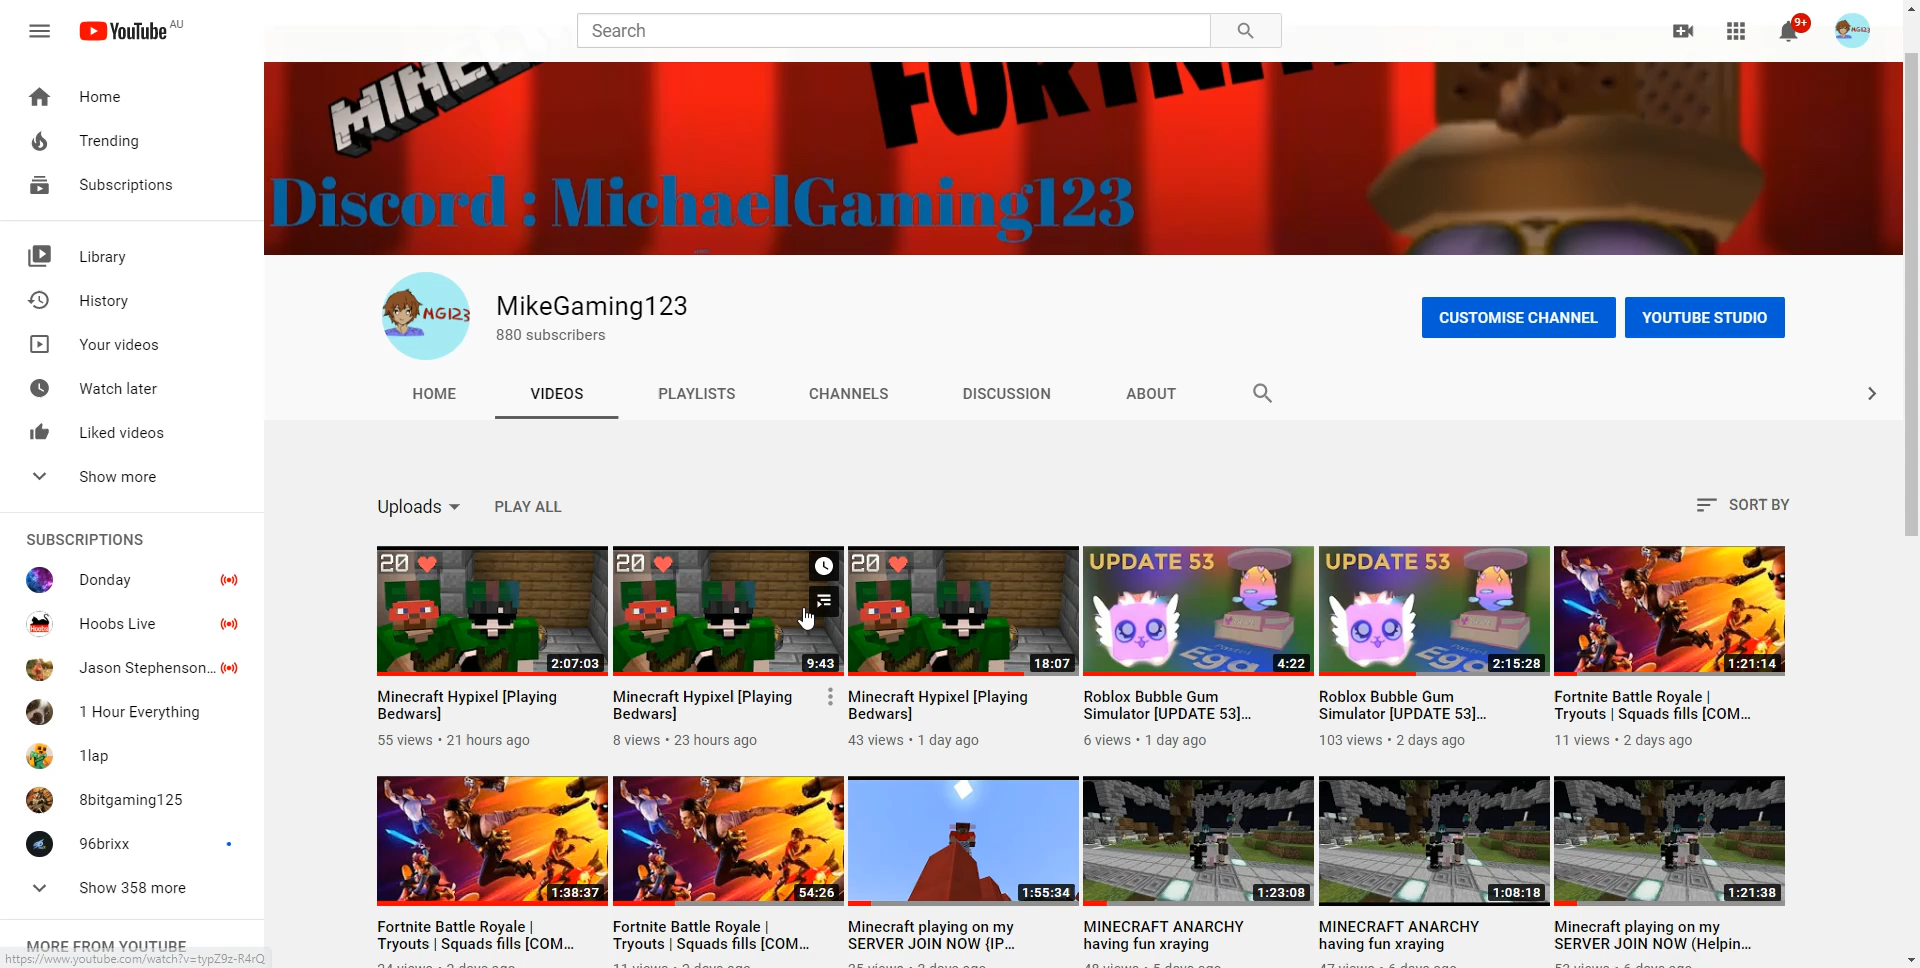 YouTube AU
Search
9+
MG123
Home
Trending
Subscriptions
Library
History
Your videos
Watch later
Liked videos
Show more
SUBSCRIPTIONS
Donday
Hoobs Live
Jason Stephenson...
1 Hour Everything
1lap
8bitgaming125
96brixx
Show 358 more
MORE FROM YOUTUBE
https://www.youtube.com/watch?v=typZ9z-R4rQ
FORTNITE
Discord : MichaelGaming123
MG123
MikeGaming123
880 subscribers
CUSTOMISE CHANNEL
YOUTUBE STUDIO
HOME VIDEOS PLAYLISTS CHANNELS DISCUSSION ABOUT
Uploads PLAY ALL
SORT BY
20
2:07:03
Minecraft Hypixel [Playing
Bedwars]
55 views • 21 hours ago
20
9:43
Minecraft Hypixel [Playing
Bedwars]
8 views • 23 hours ago
20
18:07
Minecraft Hypixel [Playing
Bedwars]
43 views • 1 day ago
UPDATE 53
Egg
4:22
Roblox Bubble Gum
Simulator [UPDATE 53]...
6 views • 1 day ago
UPDATE 53
Egg
2:15:28
Roblox Bubble Gum
Simulator [UPDATE 53]...
103 views • 2 days ago
1:21:14
Fortnite Battle Royale |
Tryouts | Squads fills [COM...
11 views • 2 days ago
1:38:37
Fortnite Battle Royale |
Tryouts | Squads fills [COM...
54:26
Fortnite Battle Royale |
Tryouts | Squads fills [COM...
1:55:34
Minecraft playing on my
SERVER JOIN NOW {IP...
1:23:08
MINECRAFT ANARCHY
having fun xraying
1:08:18
MINECRAFT ANARCHY
having fun xraying
1:21:38
Minecraft playing on my
SERVER JOIN NOW (Helpin...